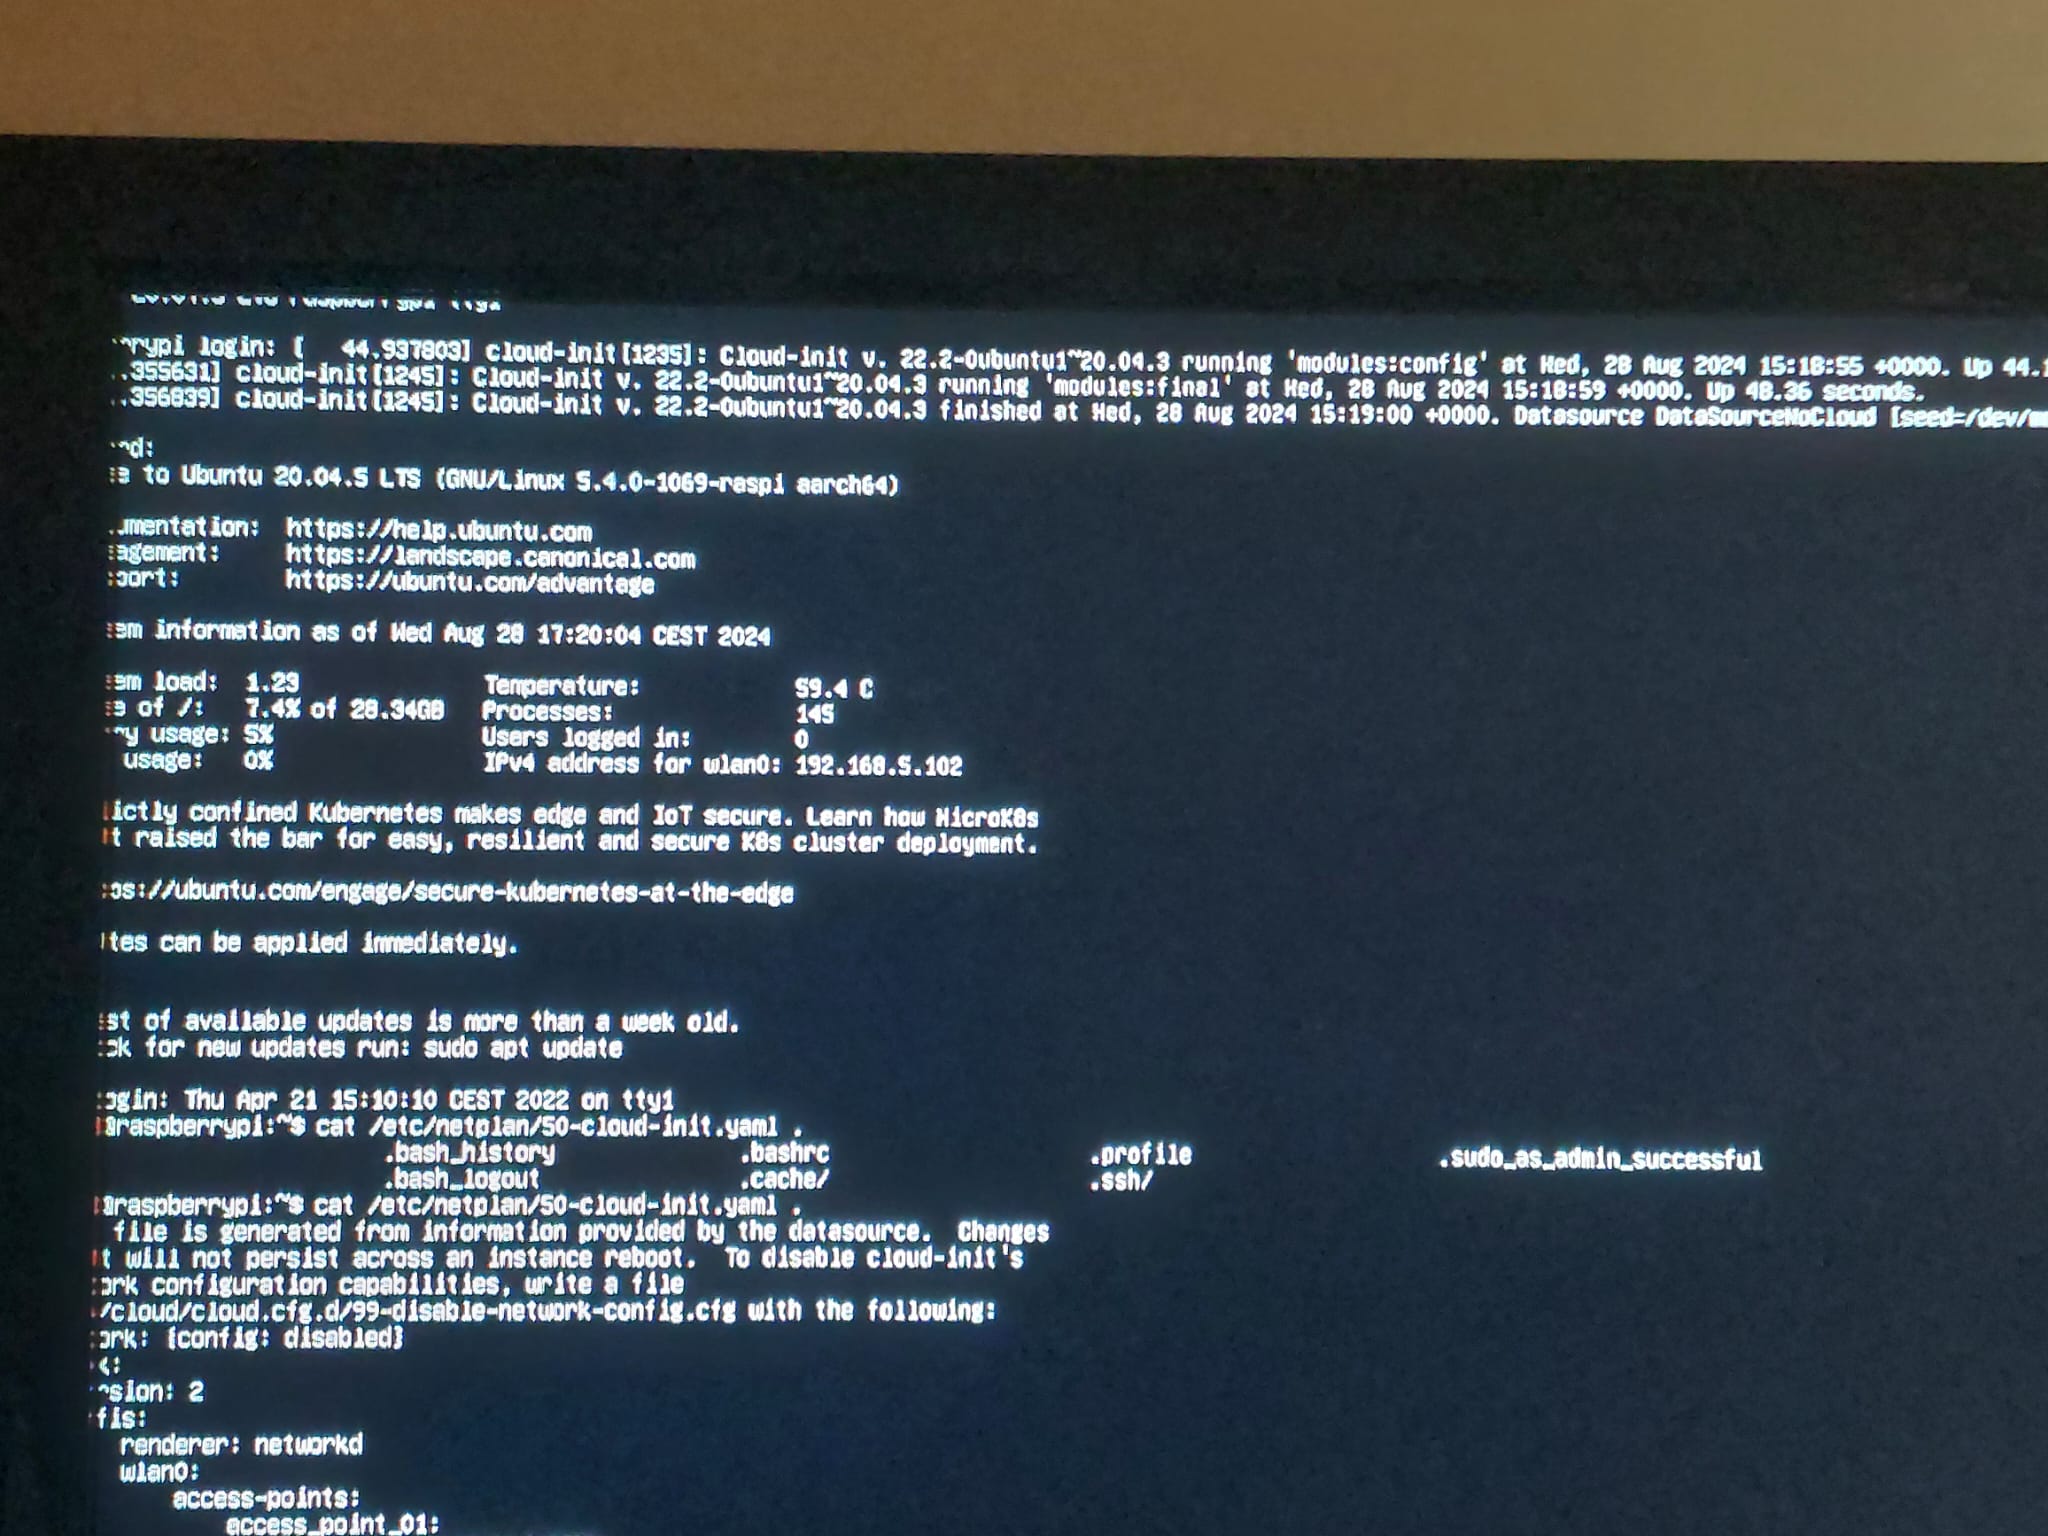 login: [   44.937803] cloud-init[1235]: Cloud-init v. 22.2-0ubuntu1~20.04.3 running 'modules:config' at Wed, 28 Aug 2024 15:18:55 +0000. Up
.355631] cloud-init[1245]: Cloud-init v. 22.2-0ubuntu1~20.04.3 running 'modules:final' at Wed, 28 Aug 2024 15:18:59 +0000. Up 48.36 seconds.
.356839] cloud-init[1245]: Cloud-init v. 22.2-0ubuntu1~20.04.3 finished at Wed, 28 Aug 2024 15:19:00 +0000. Datasource DataSourceNoCloud [seed=/dev/
to Ubuntu 20.04.5 LTS (GNU/Linux 5.4.0-1069-raspi aarch64)
umentation:  https://help.ubuntu.com
agement:     https://landscape.canonical.com
port:        https://ubuntu.com/advantage
em information as of Wed Aug 28 17:20:04 CEST 2024
em load:  1.29               Temperature:           59.4 C
of /:   7.4% of 28.34GB   Processes:             145
y usage: 5%                 Users logged in:       0
usage:   0%                 IPv4 address for wlan0: 192.168.5.102
ictly confined Kubernetes makes edge and IoT secure. Learn how MicroK8s
t raised the bar for easy, resilient and secure K8s cluster deployment.
ps://ubuntu.com/engage/secure-kubernetes-at-the-edge
tes can be applied immediately.
st of available updates is more than a week old.
ck for new updates run: sudo apt update
ogin: Thu Apr 21 15:10:10 CEST 2022 on tty1
@raspberrypi:~$ cat /etc/netplan/50-cloud-init.yaml .
.bash_history   .bashrc   .profile   .sudo_as_admin_successful
.bash_logout   .cache/   .ssh/
@raspberrypi:~$ cat /etc/netplan/50-cloud-init.yaml .
file is generated from information provided by the datasource.  Changes
t will not persist across an instance reboot.  To disable cloud-init's
ork configuration capabilities, write a file
/cloud/cloud.cfg.d/99-disable-network-config.cfg with the following:
ork: {config: disabled}
k:
rsion: 2
fis:
renderer: networkd
wlan0:
access-points:
access_point_01: